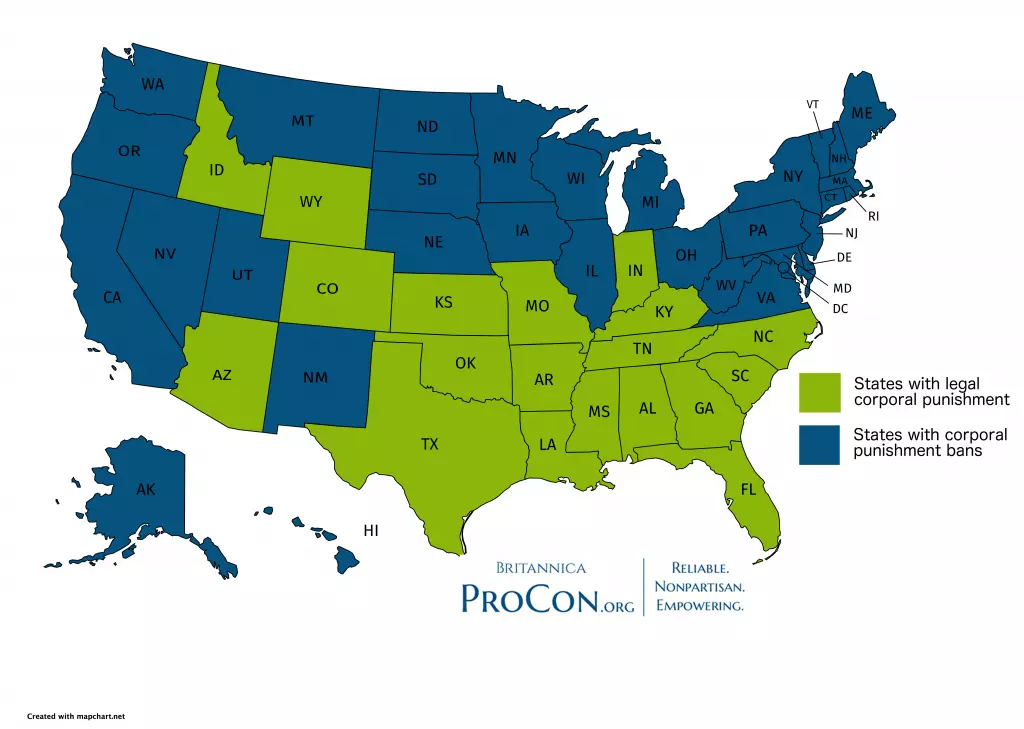 WA
MT
ND
MN
VT
ME
OR
ID
SD
WI
MI
NY
NH
MA
CT
RI
WY
NE
IA
PA
NJ
NV
UT
CO
KS
MO
IL
IN
OH
WV
VA
DE
MD
DC
CA
KY
NC
AZ
NM
OK
AR
TN
SC
TX
LA
MS
AL
GA
FL
AK
HI
States with legal
corporal punishment
States with corporal
punishment bans
BRITANNICA
PROCON.ORG
RELIABLE.
NONPARTISAN.
EMPOWERING.
Created with mapchart.net